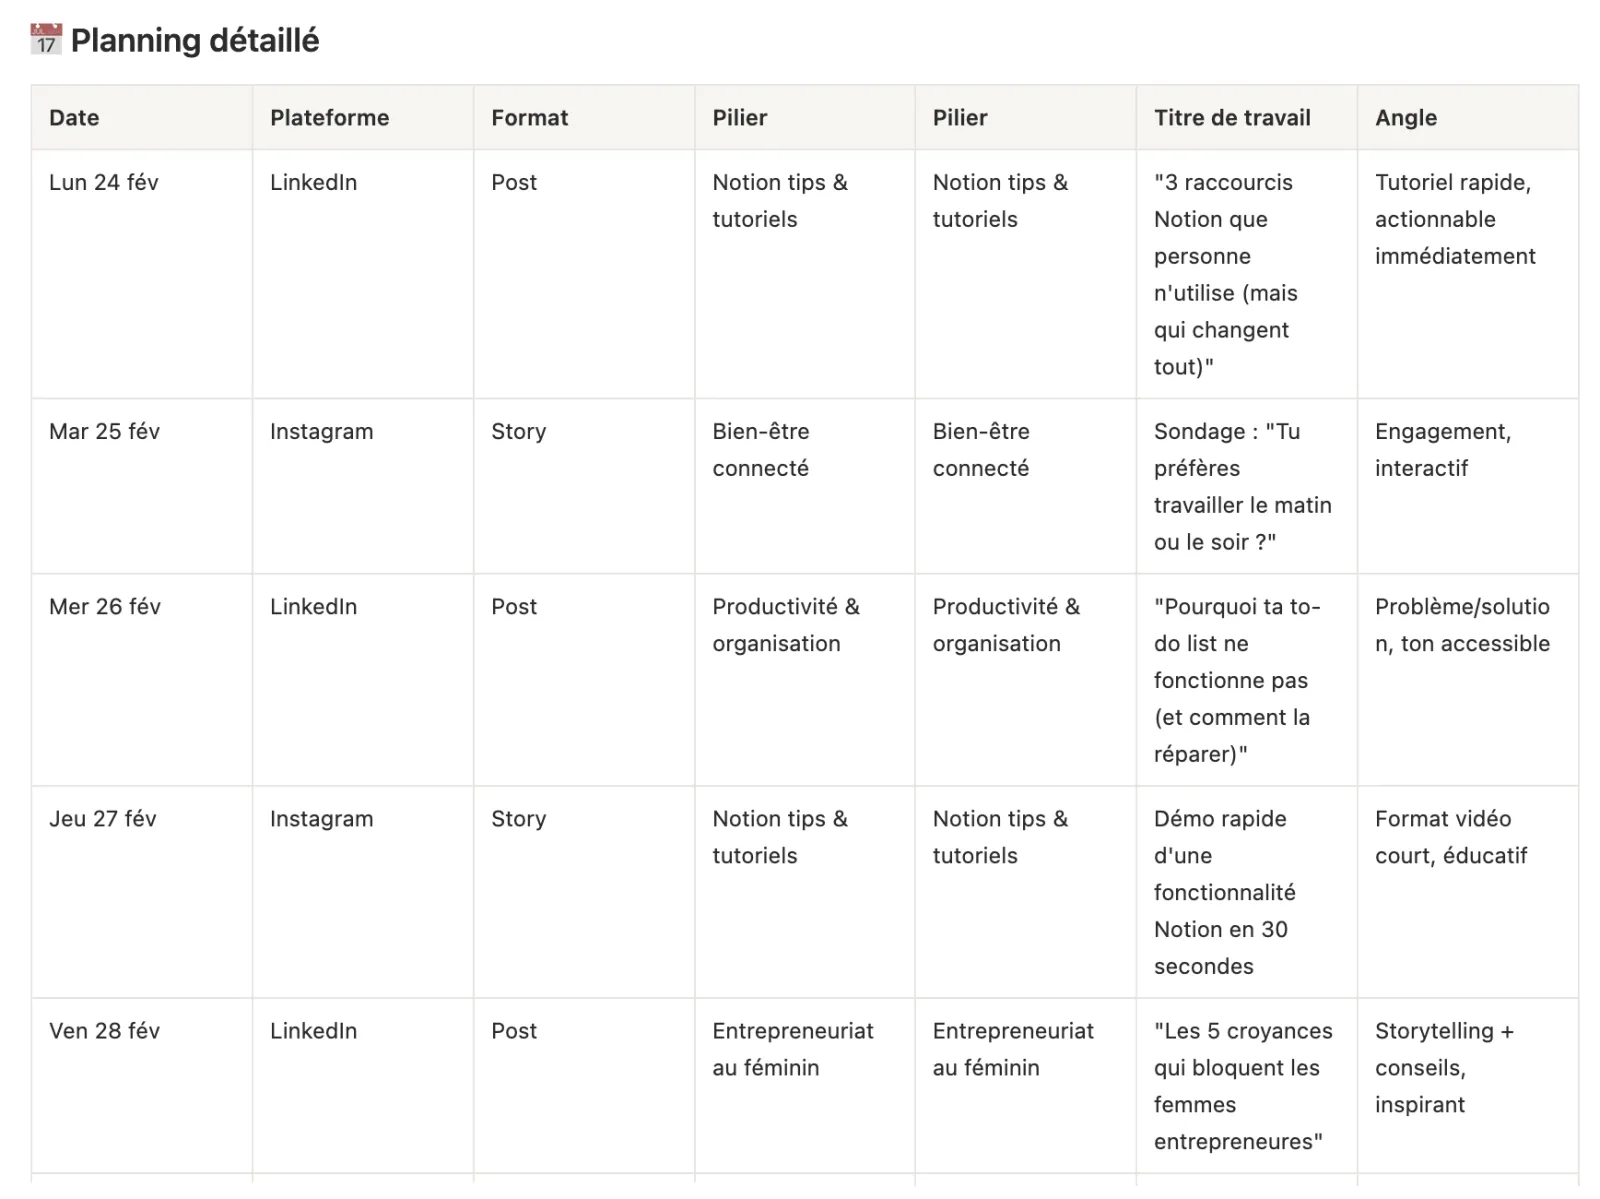 JUL
17
Planning détaillé
Date
Plateforme
Format
Pilier
Pilier
Titre de travail
Angle
Lun 24 fév
LinkedIn
Post
Notion tips &
tutoriels
Notion tips &
tutoriels
"3 raccourcis
Notion que
personne
n'utilise (mais
qui changent
tout)"
Tutoriel rapide,
actionnable
immédiatement
Mar 25 fév
Instagram
Story
Bien-être
connecté
Bien-être
connecté
Sondage : "Tu
préfères
travailler le matin
ou le soir ?"
Engagement,
interactif
Mer 26 fév
LinkedIn
Post
Productivité &
organisation
Productivité &
organisation
"Pourquoi ta to-
do list ne
fonctionne pas
(et comment la
réparer)"
Problème/solutio
n, ton accessible
Jeu 27 fév
Instagram
Story
Notion tips &
tutoriels
Notion tips &
tutoriels
Démo rapide
d'une
fonctionnalité
Notion en 30
secondes
Format vidéo
court, éducatif
Ven 28 fév
LinkedIn
Post
Entrepreneuriat
au féminin
Entrepreneuriat
au féminin
"Les 5 croyances
qui bloquent les
femmes
entrepreneures"
Storytelling +
conseils,
inspirant